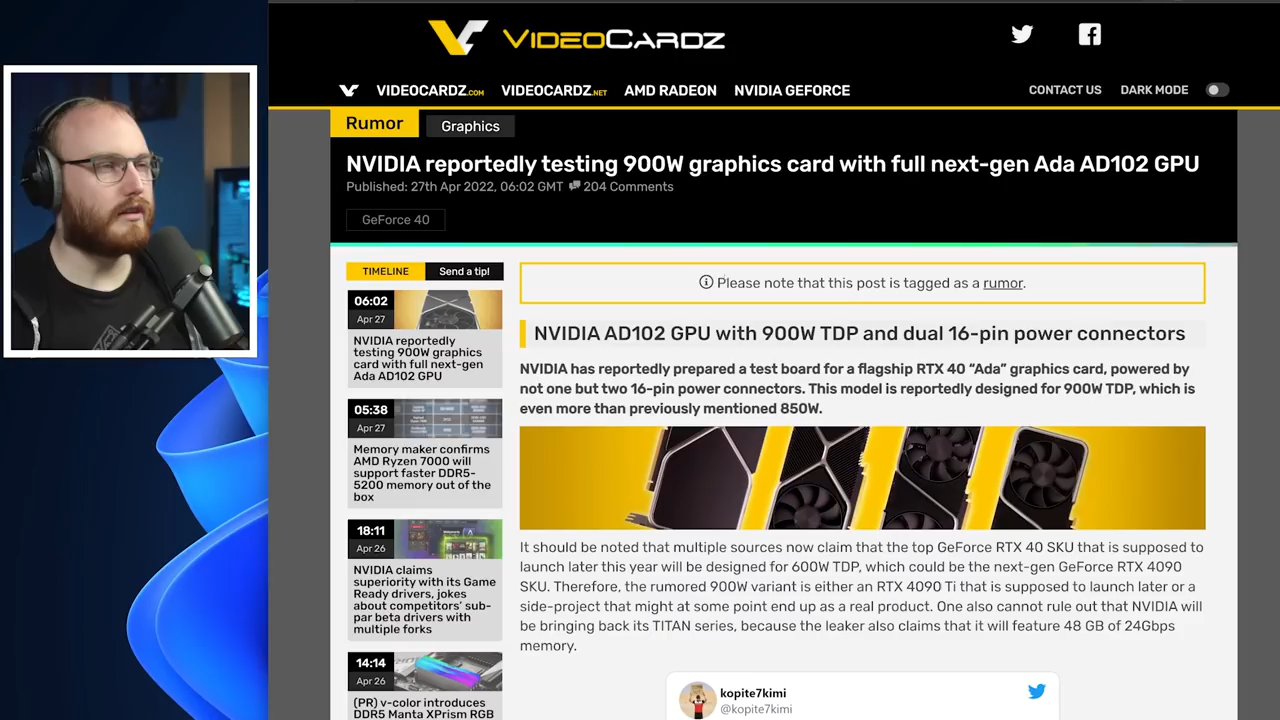 VIDEOCARDZ
VIDEOCARDZ.COM VIDEOCARDZ.NET AMD RADEON NVIDIA GEFORCE CONTACT US DARK MODE
Rumor Graphics
NVIDIA reportedly testing 900W graphics card with full next-gen Ada AD102 GPU
Published: 27th Apr 2022, 06:02 GMT 204 Comments
GeForce 40
TIMELINE Send a tip!
06:02
Apr 27
NVIDIA reportedly
testing 900W graphics
card with full next-gen
Ada AD102 GPU
05:38
Apr 27
Memory maker confirms
AMD Ryzen 7000 will
support faster DDR5-
5200 memory out of the
box
18:11
Apr 26
NVIDIA claims
superiority with its Game
Ready drivers, jokes
about competitors' sub-
par beta drivers with
multiple forks
14:14
Apr 26
(PR) v-color introduces
DDR5 Manta XPrism RGB
Please note that this post is tagged as a rumor.
NVIDIA AD102 GPU with 900W TDP and dual 16-pin power connectors
NVIDIA has reportedly prepared a test board for a flagship RTX 40 “Ada” graphics card, powered by
not one but two 16-pin power connectors. This model is reportedly designed for 900W TDP, which is
even more than previously mentioned 850W.
It should be noted that multiple sources now claim that the top GeForce RTX 40 SKU that is supposed to
launch later this year will be designed for 600W TDP, which could be the next-gen GeForce RTX 4090
SKU. Therefore, the rumored 900W variant is either an RTX 4090 Ti that is supposed to launch later or a
side-project that might at some point end up as a real product. One also cannot rule out that NVIDIA will
be bringing back its TITAN series, because the leaker also claims that it will feature 48 GB of 24Gbps
memory.
kopite7kimi
@kopite7kimi